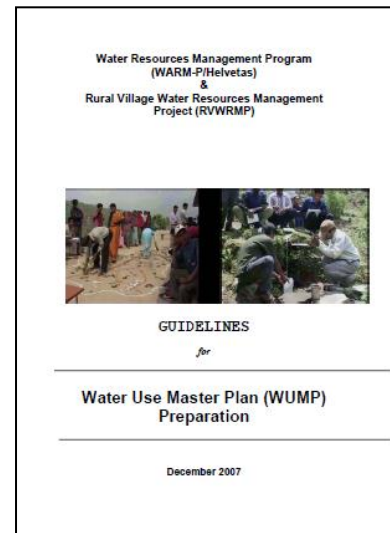 Water Resources Management Program
(WARM-P/Helvetas)
&
Rural Village Water Resources Management
Project (RVWRMP)
GUIDELINES
for
Water Use Master Plan (WUMP)
Preparation
December 2007